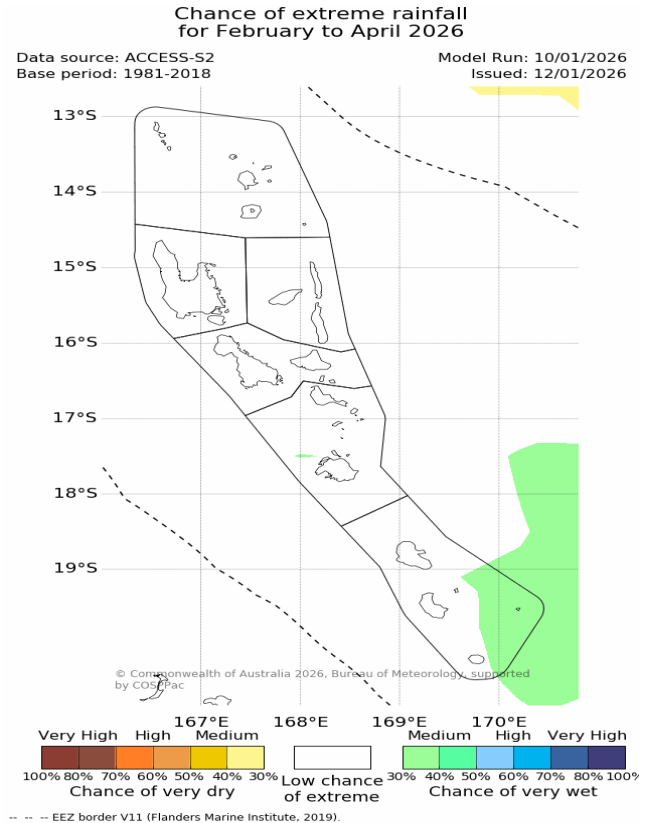 Chance of extreme rainfall
for February to April 2026
Data source: ACCESS-S2
Base period: 1981-2018
Model Run: 10/01/2026
Issued: 12/01/2026
13°S
14°S
15°S
16°S
17°S
18°S
19°S
© Commonwealth of Australia 2026, Bureau of Meteorology, supported
by COSPPac
167°E 168°E 169°E 170°E
Very High High Medium
100% 80% 70% 60% 50% 40% 30%
Chance of very dry
Low chance
of extreme
Medium High Very High
30% 40% 50% 60% 70% 80% 100%
Chance of very wet
-- -- -- EEZ border V11 (Flanders Marine Institute, 2019).